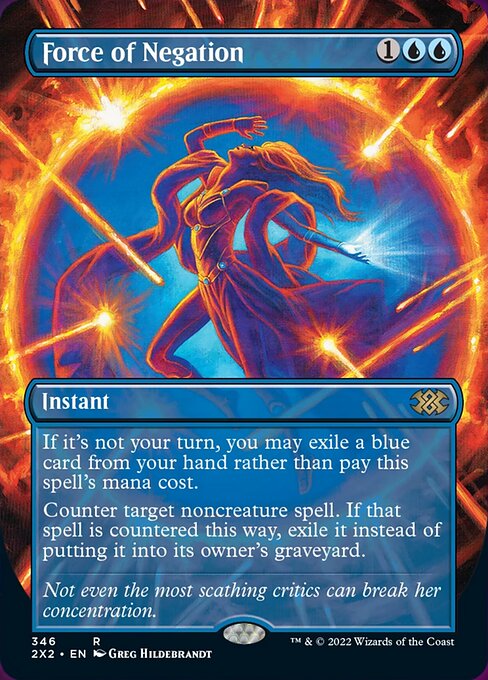 Force of Negation 1
Instant
If it's not your turn, you may exile a blue
card from your hand rather than pay this
spell's mana cost.
Counter target noncreature spell. If that
spell is countered this way, exile it instead of
putting it into its owner's graveyard.
Not even the most scathing critics can break her
concentration.
346 R
2X2 • EN Greg Hildebrandt
™ & © 2022 Wizards of the Coast